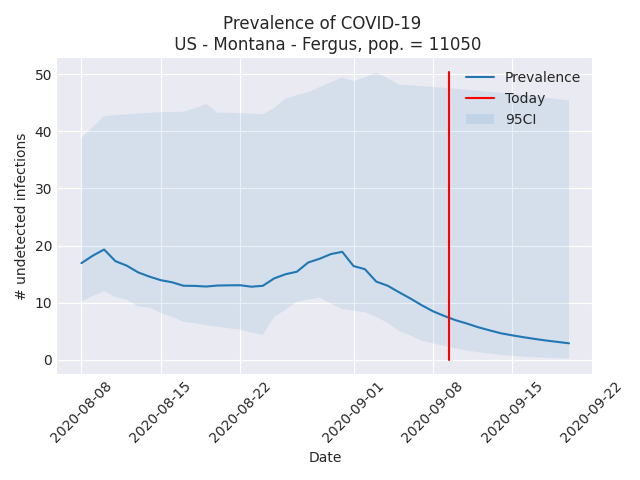 Prevalence of COVID-19
US - Montana - Fergus, pop. = 11050
Prevalence
Today
95CI
# undetected infections
50
40
30
20
10
0
2020-08-08
2020-08-15
2020-08-22
2020-09-01
2020-09-08
2020-09-15
2020-09-22
Date